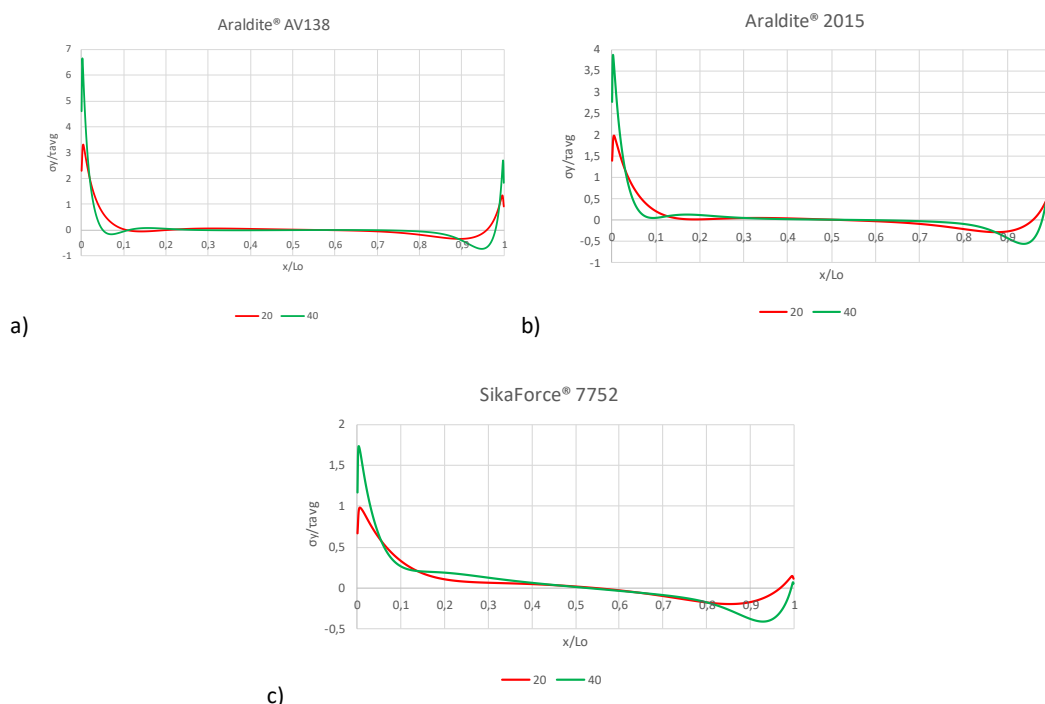 Araldite® AV138
7
6
5
4
3
2
1
0
-1
σy/τavg
0 0,1 0,2 0,3 0,4 0,5 0,6 0,7 0,8 0,9 1
x/Lo
20 40
a)
Araldite® 2015
4
3,5
3
2,5
2
1,5
1
0,5
0
-0,5
-1
σy/τavg
0 0,1 0,2 0,3 0,4 0,5 0,6 0,7 0,8 0,9
x/Lo
20 40
b)
SikaForce® 7752
2
1,5
1
0,5
0
-0,5
σy/τavg
0 0,1 0,2 0,3 0,4 0,5 0,6 0,7 0,8 0,9 1
x/Lo
20 40
c)